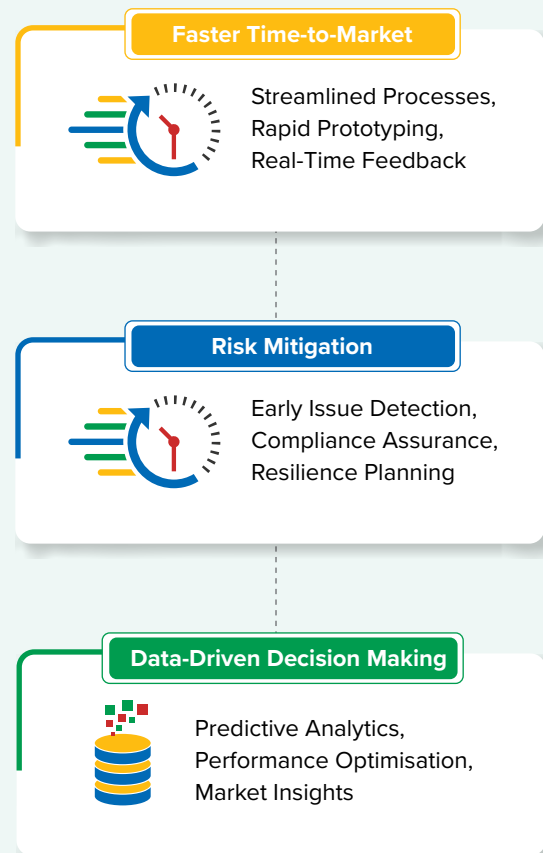 Faster Time-to-Market
Streamlined Processes,
Rapid Prototyping,
Real-Time Feedback
Risk Mitigation
Early Issue Detection,
Compliance Assurance,
Resilience Planning
Data-Driven Decision Making
Predictive Analytics,
Performance Optimisation,
Market Insights